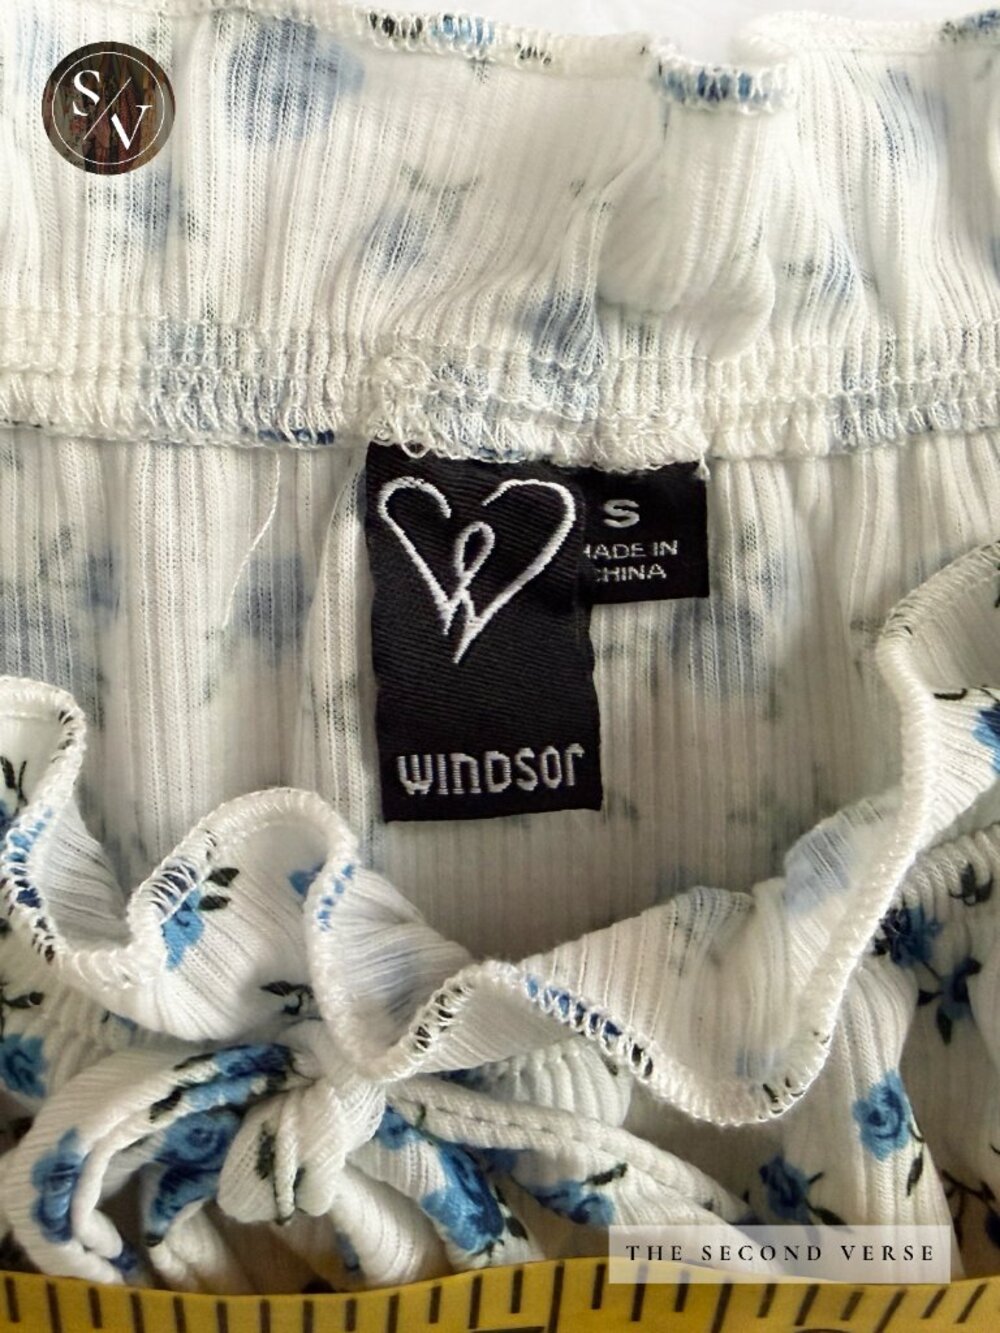 S/V
S
MADE IN
CHINA
WINDSOR
THE SECOND VERSE